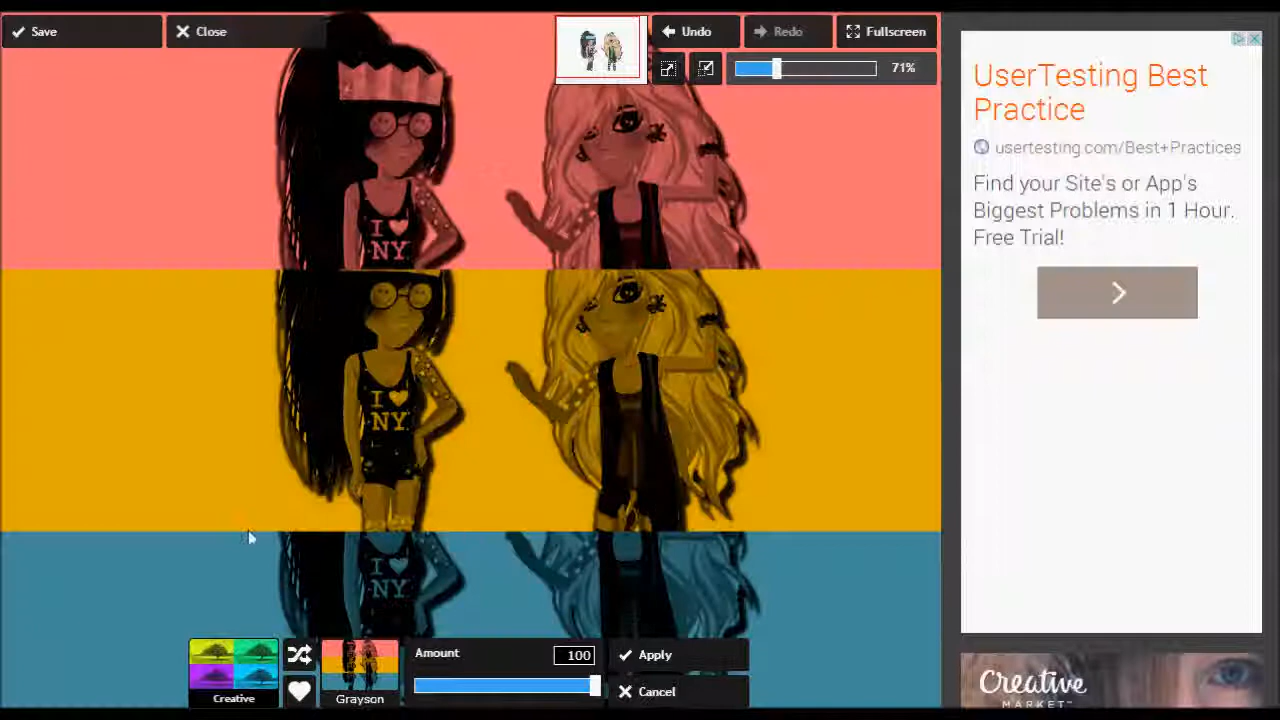 Save
Close
Undo
Redo
Fullscreen
71%
I
NY
I
NY
I
NY
Creative
Grayson
Amount
100
Apply
Cancel
UserTesting Best
Practice
usertesting.com/Best+Practices
Find your Site's or App's
Biggest Problems in 1 Hour.
Free Trial!
Creative
MARKET™